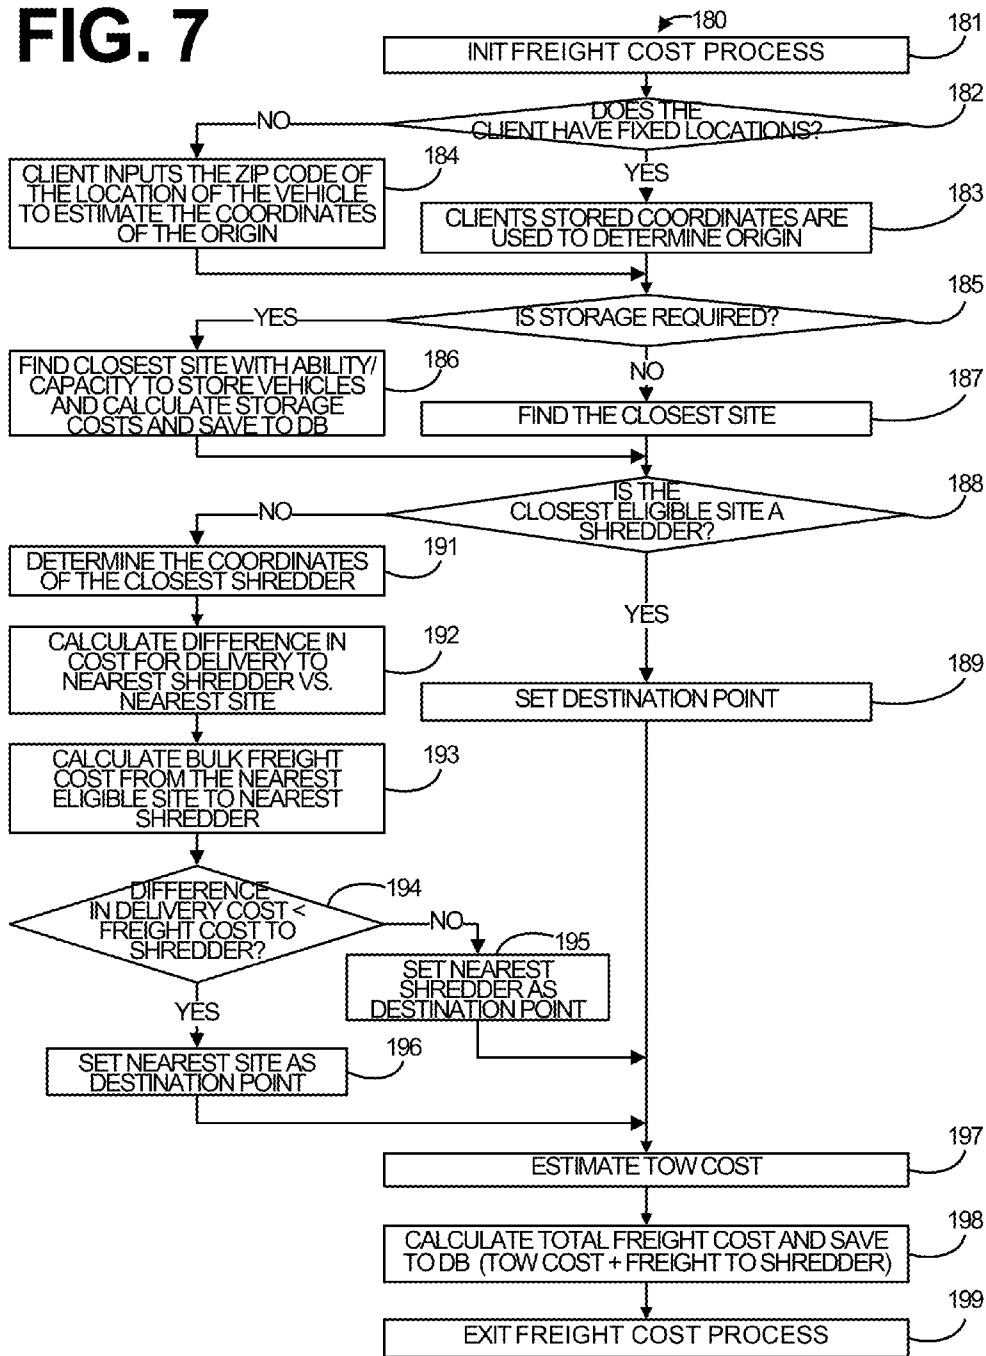 FIG. 7
180
INIT FREIGHT COST PROCESS
181
DOES THE
CLIENT HAVE FIXED LOCATIONS?
182
NO
YES
CLIENT INPUTS THE ZIP CODE OF
THE LOCATION OF THE VEHICLE
TO ESTIMATE THE COORDINATES
OF THE ORIGIN
184
CLIENTS STORED COORDINATES ARE
USED TO DETERMINE ORIGIN
183
IS STORAGE REQUIRED?
185
YES
NO
FIND CLOSEST SITE WITH ABILITY/
CAPACITY TO STORE VEHICLES
AND CALCULATE STORAGE
COSTS AND SAVE TO DB
186
FIND THE CLOSEST SITE
187
IS THE
CLOSEST ELIGIBLE SITE A
SHREDDER?
188
NO
YES
DETERMINE THE COORDINATES
OF THE CLOSEST SHREDDER
191
CALCULATE DIFFERENCE IN
COST FOR DELIVERY TO
NEAREST SHREDDER VS.
NEAREST SITE
192
SET DESTINATION POINT
189
CALCULATE BULK FREIGHT
COST FROM THE NEAREST
ELIGIBLE SITE TO NEAREST
SHREDDER
193
DIFFERENCE
IN DELIVERY COST <
FREIGHT COST TO
SHREDDER?
194
NO
YES
SET NEAREST
SHREDDER AS
DESTINATION POINT
195
SET NEAREST SITE AS
DESTINATION POINT
196
ESTIMATE TOW COST
197
CALCULATE TOTAL FREIGHT COST AND SAVE
TO DB (TOW COST + FREIGHT TO SHREDDER)
198
EXIT FREIGHT COST PROCESS
199